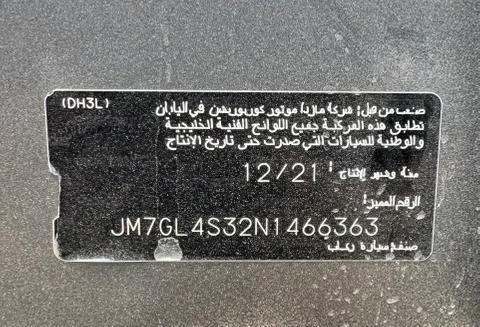 (DH3L)
صنعت من قبل: شركة مازدا موتور كوربوريشن في اليابان
تطابق هذه المركبة جميع اللوائح الفنية الخليجية
والوطنية للسيارات التي صدرت حتى تاريخ الإنتاج
سنة وشهر الإنتاج: 12/21
الرقم المميز:
JM7GL4S32N1466363
صنف: سيارة ركاب